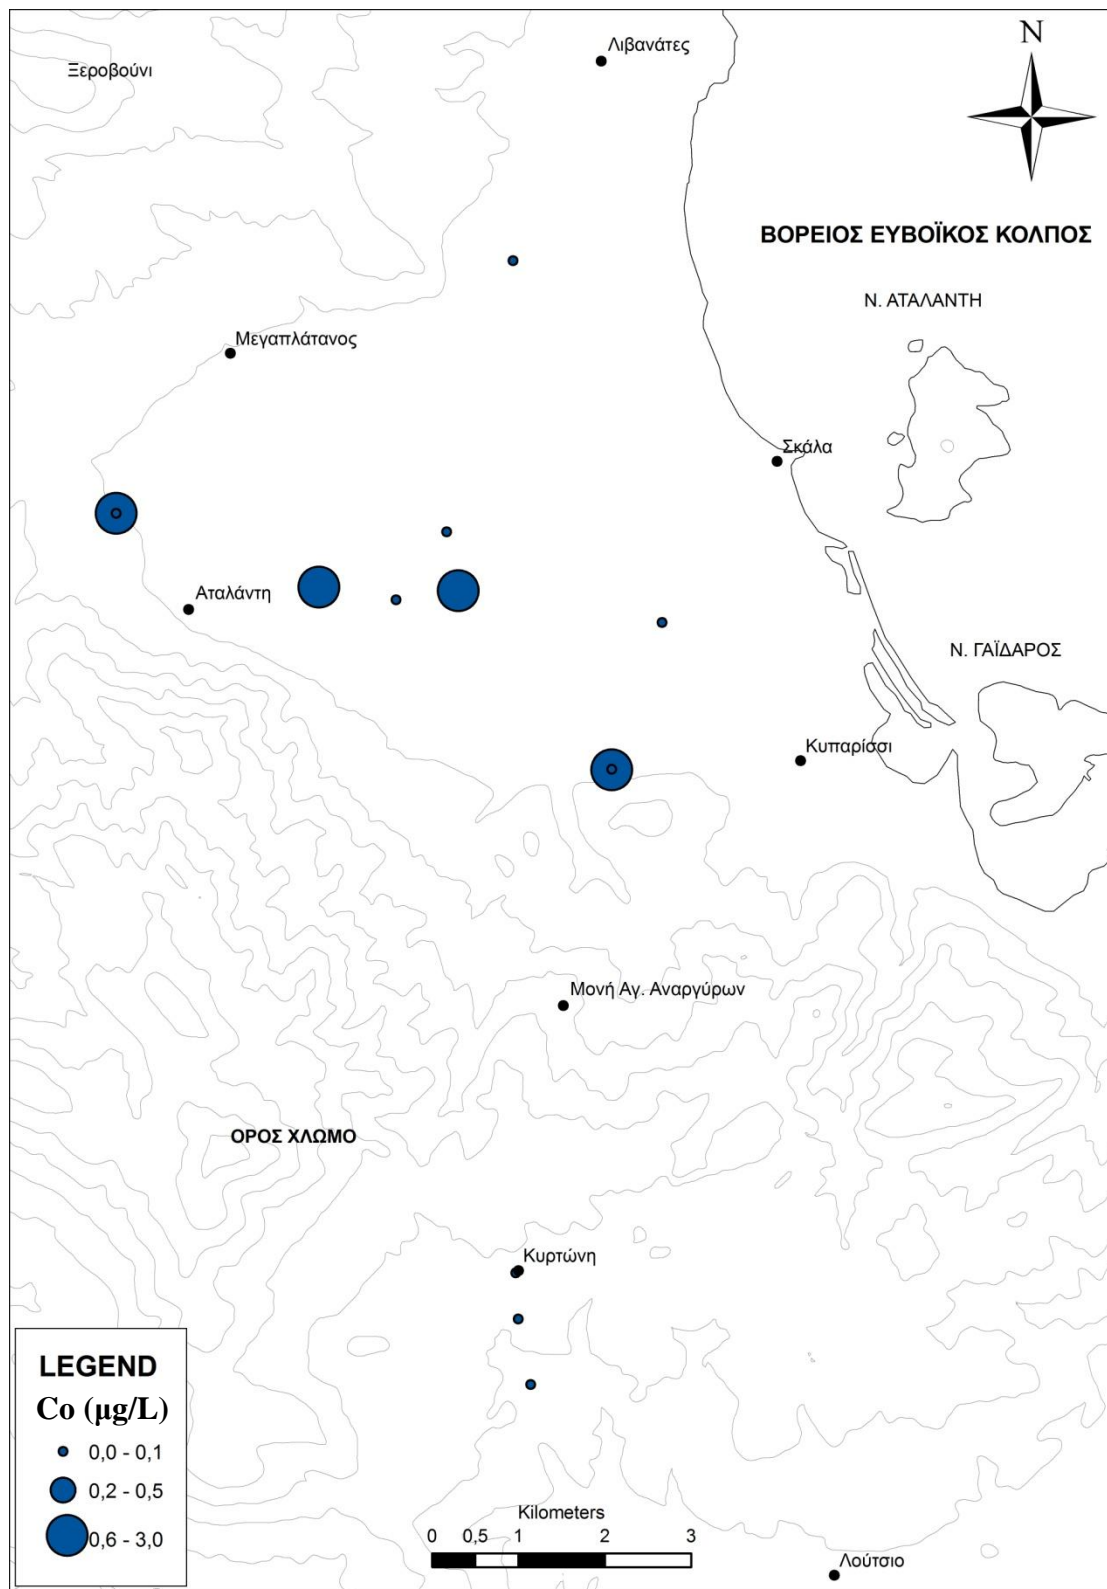 Λιβανάτες
N
Ξεροβούνι
ΒΟΡΕΙΟΣ ΕΥΒΟΪΚΟΣ ΚΟΛΠΟΣ
Ν. ΑΤΑΛΑΝΤΗ
Μεγαπλάτανος
Σκάλα
Αταλάντη
Ν. ΓΑΪΔΑΡΟΣ
Κυπαρίσσι
Μονή Αγ. Αναργύρων
ΟΡΟΣ ΧΛΩΜΟ
Κυρτώνη
LEGEND
Co (μg/L)
0,0 - 0,1
0,2 - 0,5
0,6 - 3,0
Kilometers
0 0,5 1 2 3
Λούτσιο